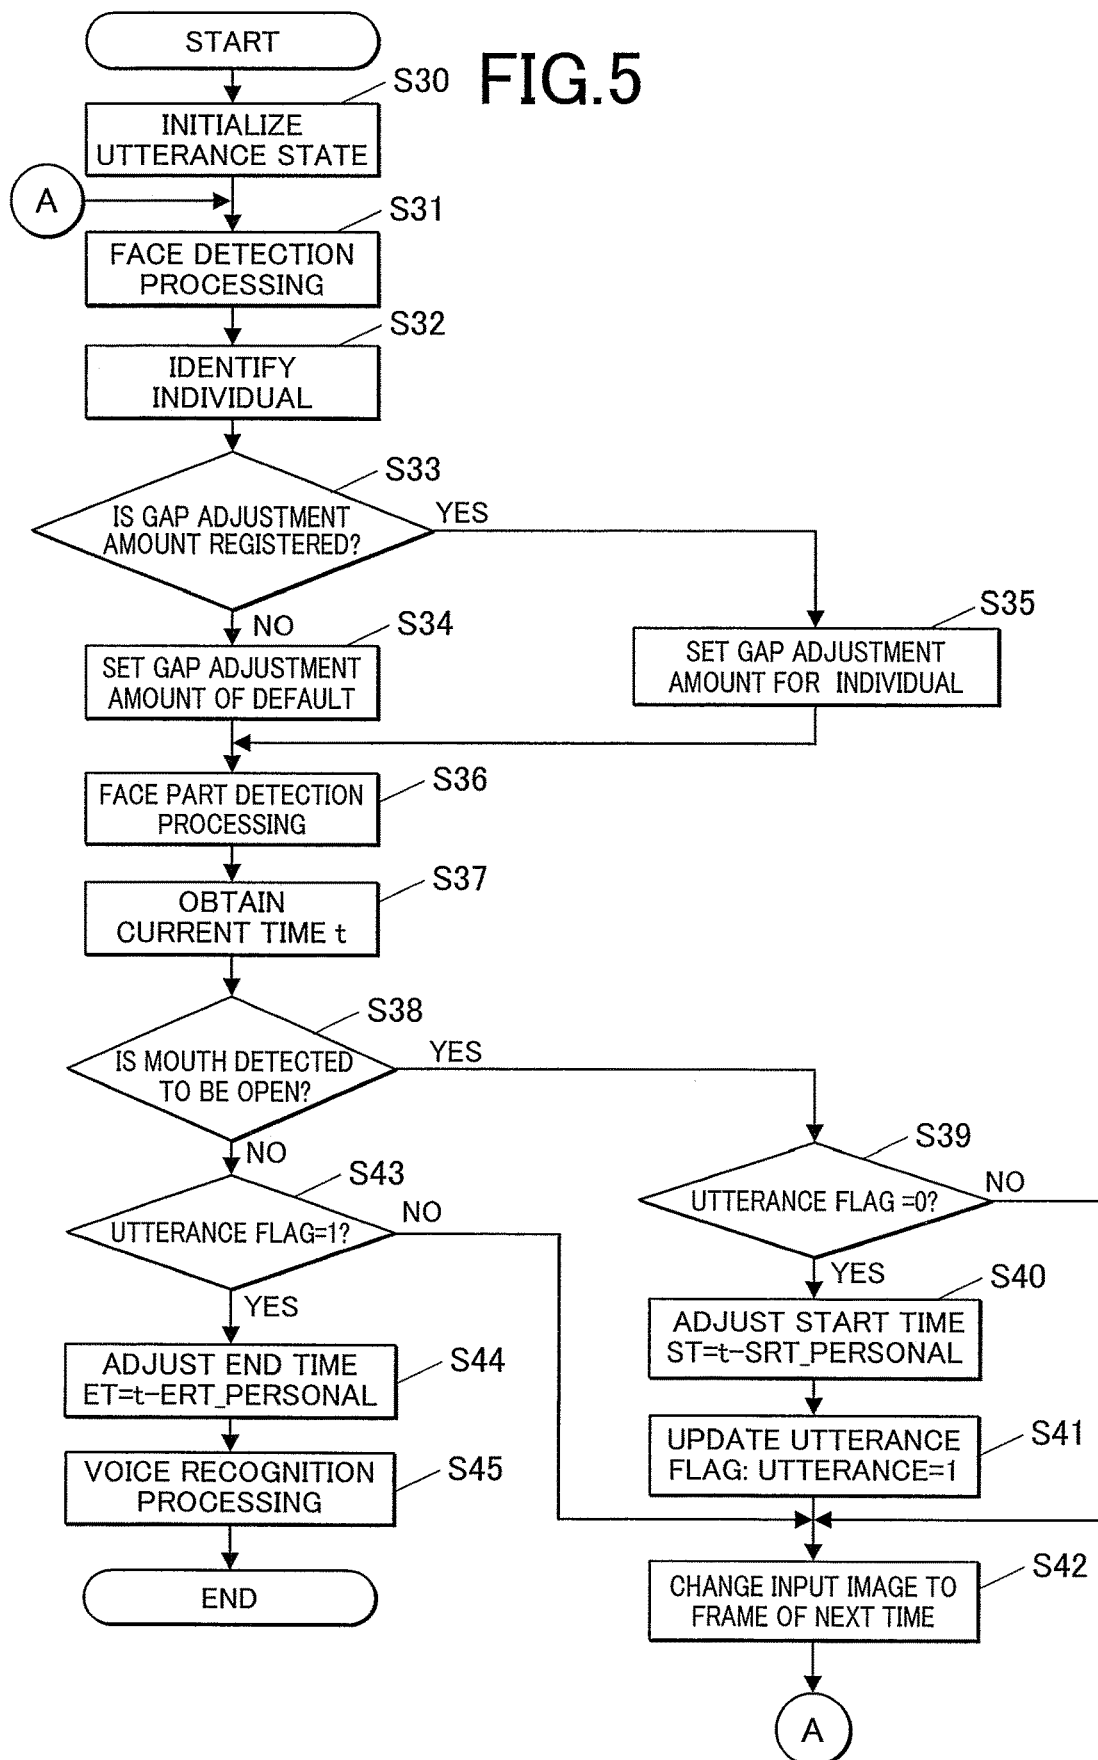 START
FIG.5
S30
INITIALIZE
UTTERANCE STATE
A
S31
FACE DETECTION
PROCESSING
S32
IDENTIFY
INDIVIDUAL
S33
IS GAP ADJUSTMENT
AMOUNT REGISTERED?
YES
NO
S34
SET GAP ADJUSTMENT
AMOUNT OF DEFAULT
S35
SET GAP ADJUSTMENT
AMOUNT FOR INDIVIDUAL
S36
FACE PART DETECTION
PROCESSING
S37
OBTAIN
CURRENT TIME t
S38
IS MOUTH DETECTED
TO BE OPEN?
YES
NO
S39
UTTERANCE FLAG =0?
NO
YES
S43
UTTERANCE FLAG=1?
NO
YES
S40
ADJUST START TIME
ST=t-SRT_PERSONAL
S44
ADJUST END TIME
ET=t-ERT_PERSONAL
S41
UPDATE UTTERANCE
FLAG: UTTERANCE=1
S45
VOICE RECOGNITION
PROCESSING
S42
CHANGE INPUT IMAGE TO
FRAME OF NEXT TIME
END
A